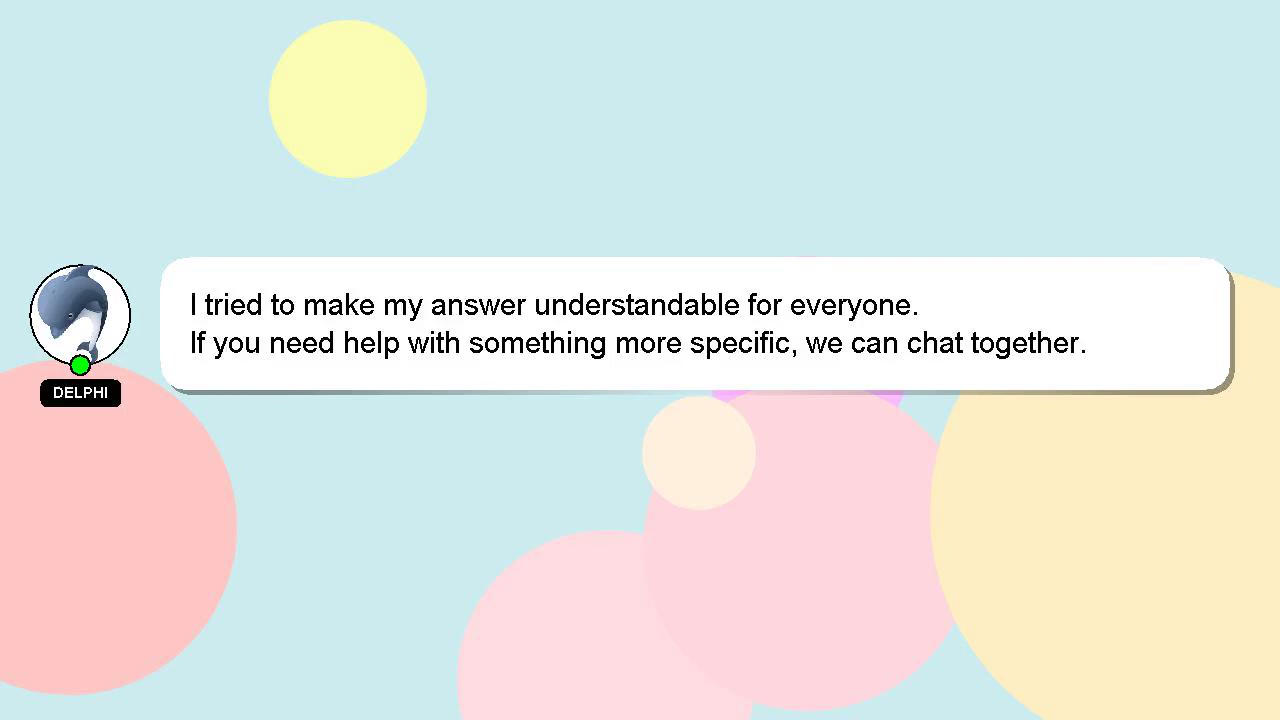 I tried to make my answer understandable for everyone.
If you need help with something more specific, we can chat together.
DELPHI